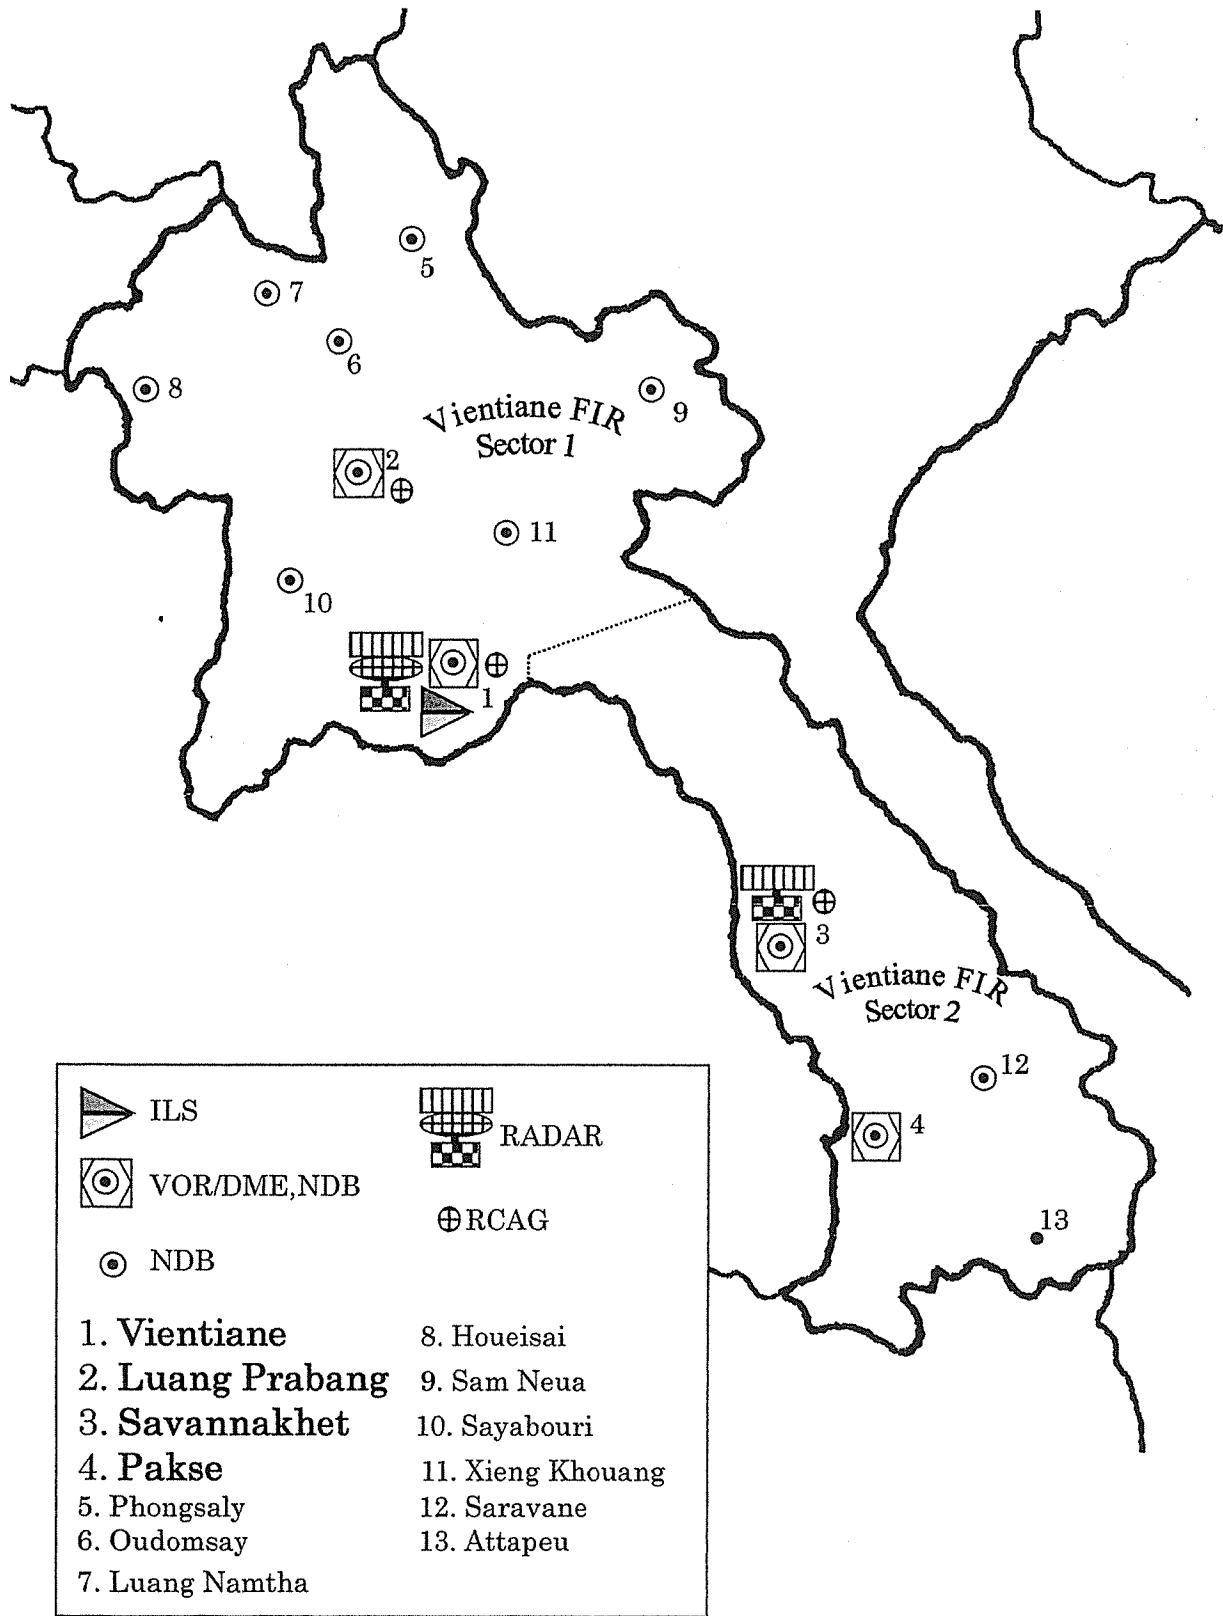 5
7
6
8
9
Vientiane FIR
Sector 1
2
11
10
1
3
Vientiane FIR
Sector 2
12
4
13
ILS
RADAR
VOR/DME,NDB
RCAG
NDB
1. Vientiane
2. Luang Prabang
3. Savannakhet
4. Pakse
5. Phongsaly
6. Oudomsay
7. Luang Namtha
8. Houeisai
9. Sam Neua
10. Sayabouri
11. Xieng Khouang
12. Saravane
13. Attapeu